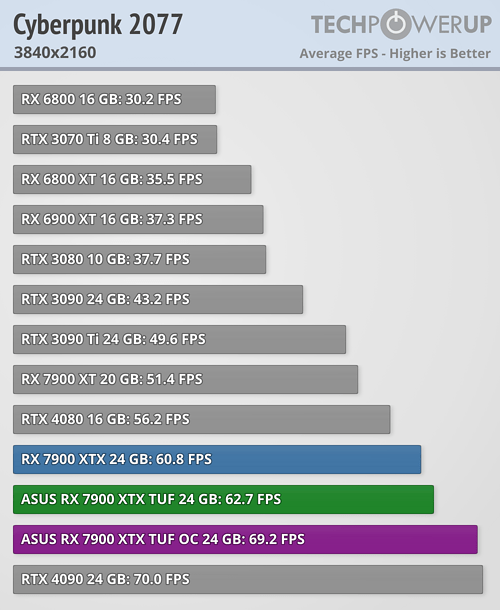 Cyberpunk 2077
TECHPOWERUP
3840x2160
Average FPS - Higher is Better
RX 6800 16 GB: 30.2 FPS
RTX 3070 Ti 8 GB: 30.4 FPS
RX 6800 XT 16 GB: 35.5 FPS
RX 6900 XT 16 GB: 37.3 FPS
RTX 3080 10 GB: 37.7 FPS
RTX 3090 24 GB: 43.2 FPS
RTX 3090 Ti 24 GB: 49.6 FPS
RX 7900 XT 20 GB: 51.4 FPS
RTX 4080 16 GB: 56.2 FPS
RX 7900 XTX 24 GB: 60.8 FPS
ASUS RX 7900 XTX TUF 24 GB: 62.7 FPS
ASUS RX 7900 XTX TUF OC 24 GB: 69.2 FPS
RTX 4090 24 GB: 70.0 FPS